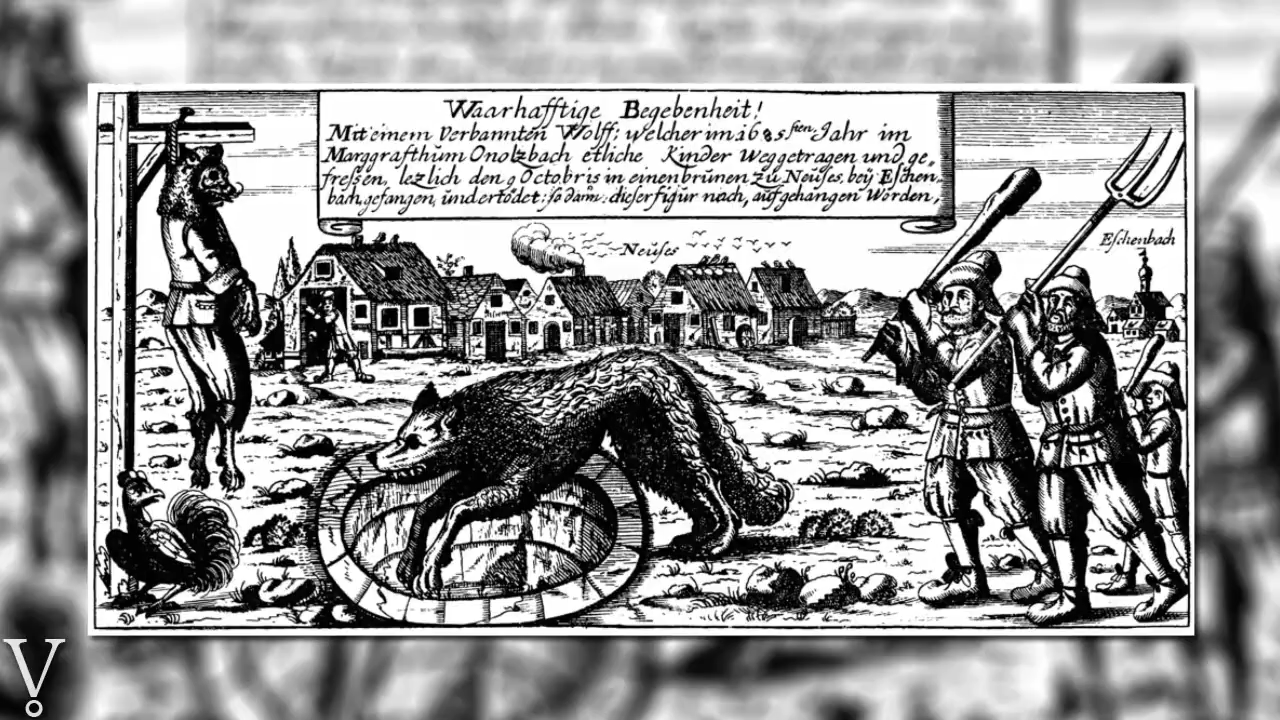 Waarhafftige Begebenheit!
Mit einem Verbannten Wolff; welcher im 1685sten Jahr im
Marggrafthum Onolzbach etliche Kinder Weggetragen und ge„
fressen, lezlich den 9 Octobris in einen brunen zu Neuses, bey Eschen,
bach, gefangen, und ertödet: so dann: dieser figur nach, aufgehangen Worden,
Neuses
Eschenbach
V